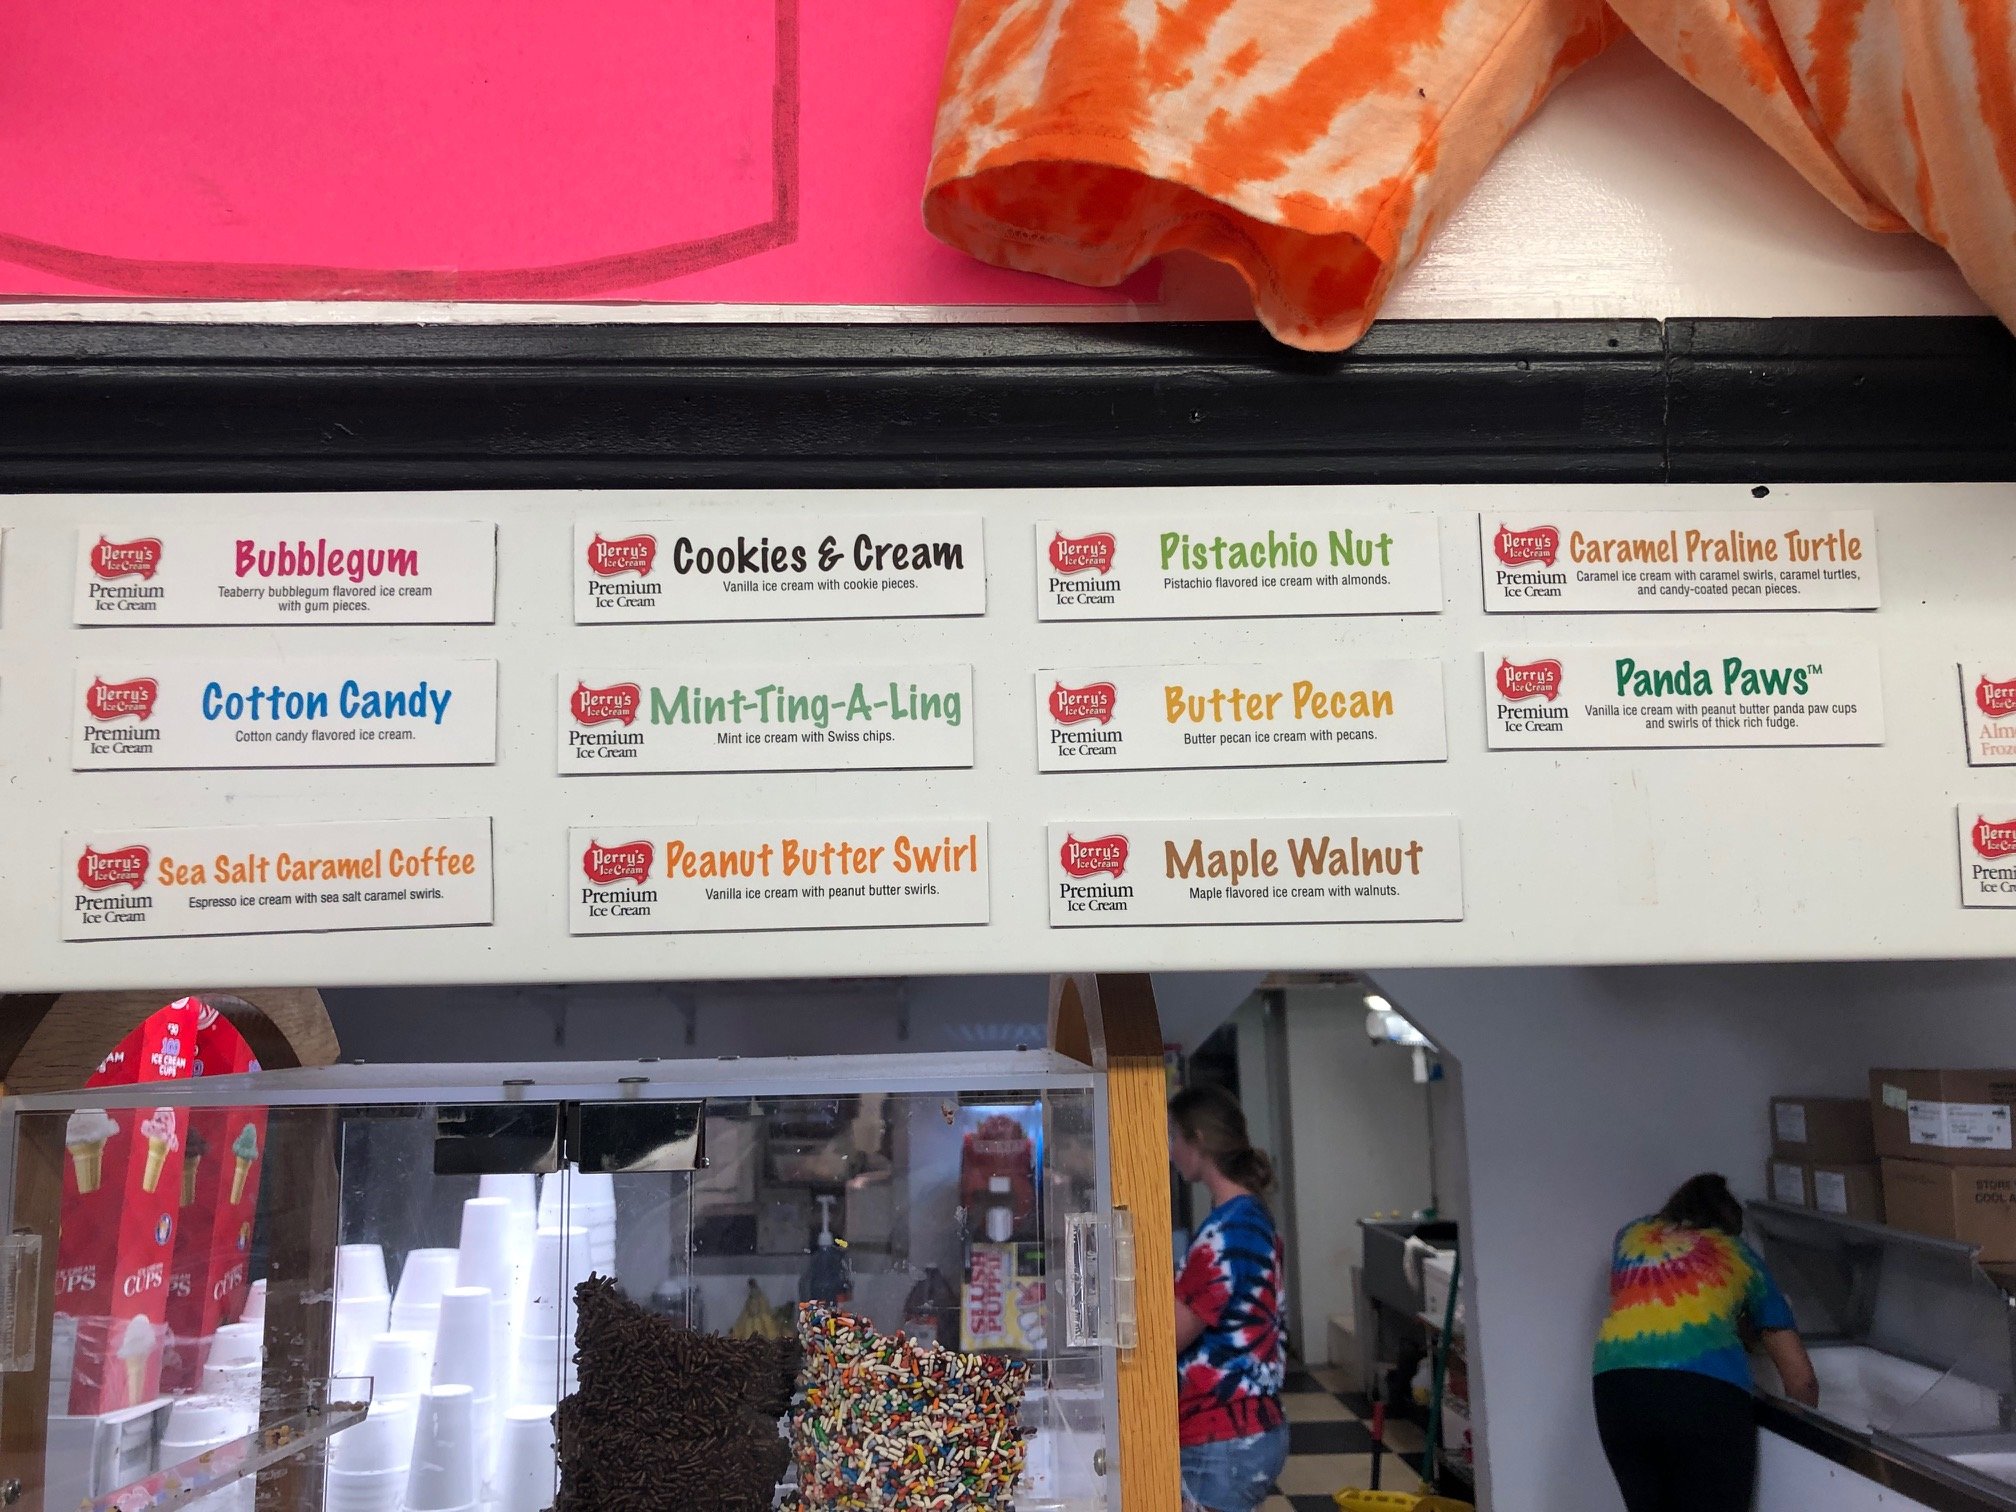 Perry's
Ice Cream
Premium
Ice Cream
Bubblegum
Teaberry bubblegum flavored ice cream
with gum pieces.
Perry's
Ice Cream
Premium
Ice Cream
Cookies & Cream
Vanilla ice cream with cookie pieces.
Perry's
Ice Cream
Premium
Ice Cream
Pistachio Nut
Pistachio flavored ice cream with almonds.
Perry's
Ice Cream
Premium
Ice Cream
Caramel Praline Turtle
Caramel ice cream with caramel swirls, caramel turtles,
and candy-coated pecan pieces.
Perry's
Ice Cream
Premium
Ice Cream
Cotton Candy
Cotton candy flavored ice cream.
Perry's
Ice Cream
Premium
Ice Cream
Mint-Ting-A-Ling
Mint ice cream with Swiss chips.
Perry's
Ice Cream
Premium
Ice Cream
Butter Pecan
Butter pecan ice cream with pecans.
Perry's
Ice Cream
Premium
Ice Cream
Panda Paws™
Vanilla ice cream with peanut butter panda paw cups
and swirls of thick rich fudge.
Perry's
Ice Cream
Premium
Ice Cream
Sea Salt Caramel Coffee
Espresso ice cream with sea salt caramel swirls.
Perry's
Ice Cream
Premium
Ice Cream
Peanut Butter Swirl
Vanilla ice cream with peanut butter swirls.
Perry's
Ice Cream
Premium
Ice Cream
Maple Walnut
Maple flavored ice cream with walnuts.
100
ICE CREAM
CUPS
CUPS
CUPS
SLUSH
PUPPiE